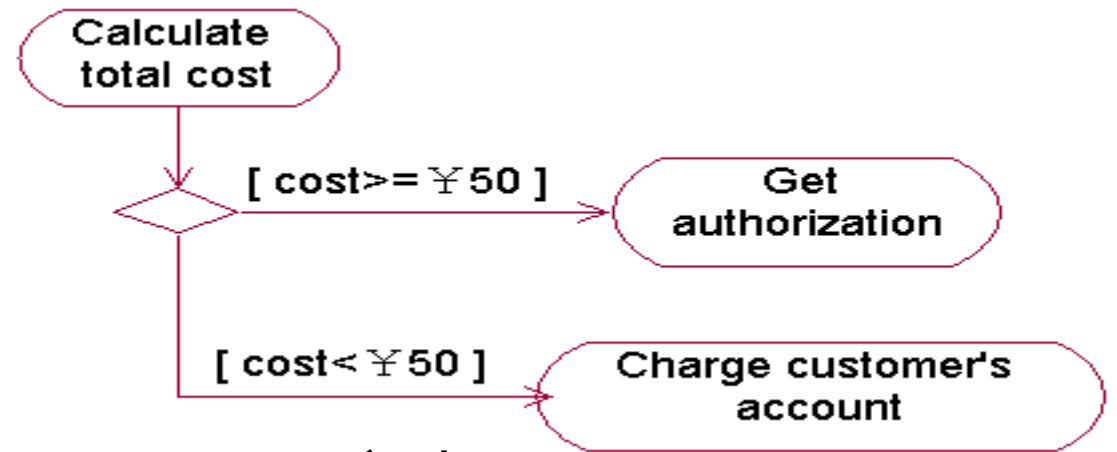 Calculate
total cost
[ cost>=￥50 ]
Get
authorization
[ cost<￥50 ]
Charge customer's
account